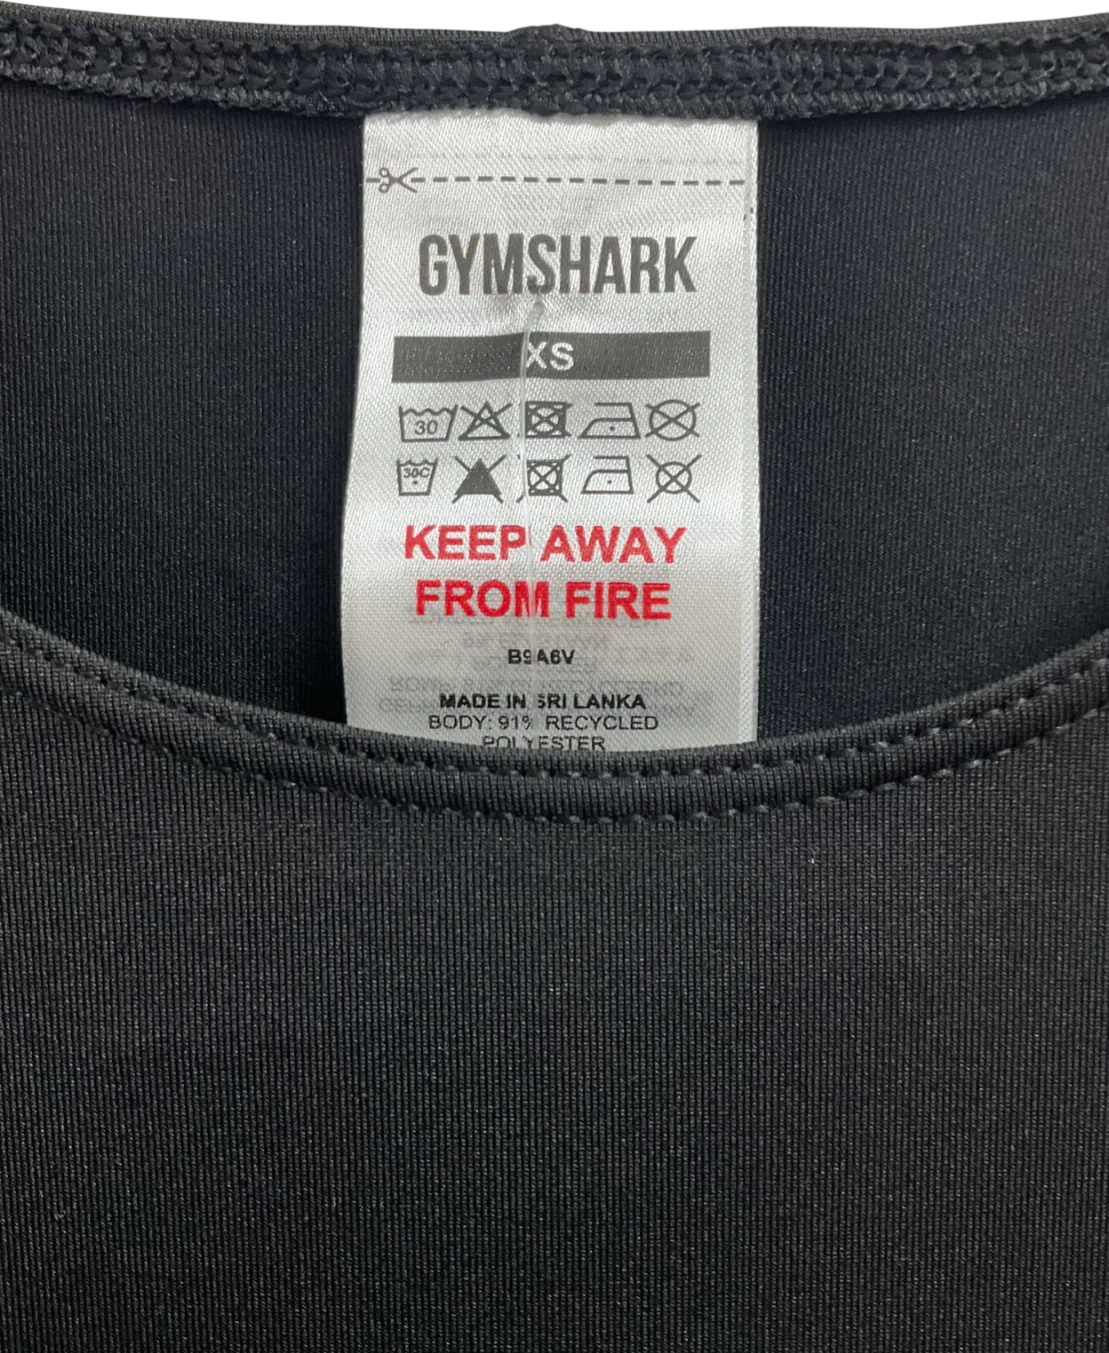 GYMSHARK
XS
30
30C
KEEP AWAY
FROM FIRE
B9A6V
MADE IN SRI LANKA
BODY: 91% RECYCLED
POLYESTER